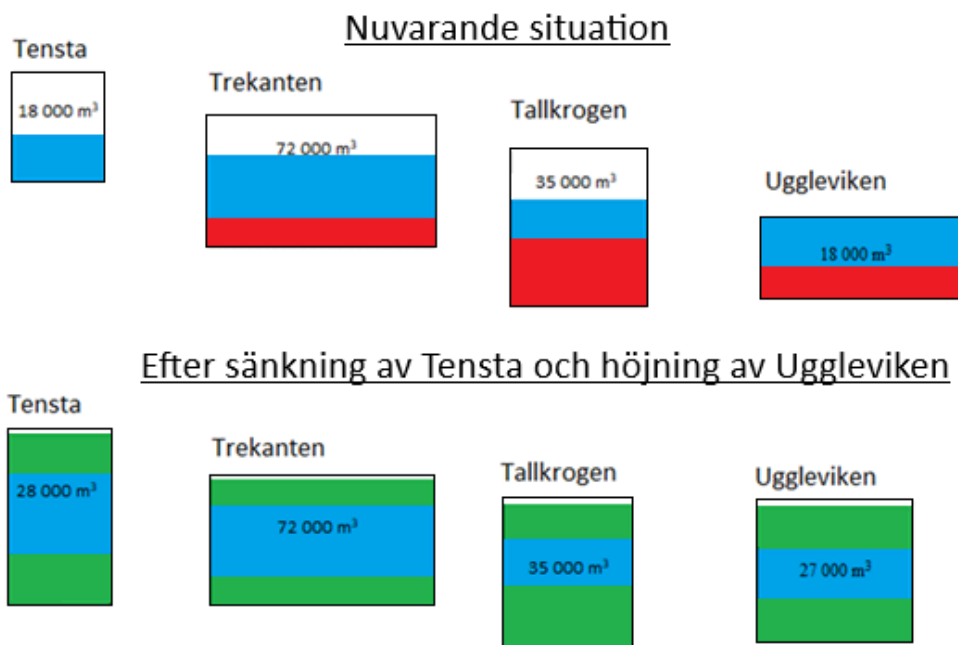 Nuvarande situation
Tensta
18 000 m³
Trekanten
72 000 m³
Tallkrogen
35 000 m³
Uggleviken
18 000 m³
Efter sänkning av Tensta och höjning av Uggleviken
Tensta
28 000 m³
Trekanten
72 000 m³
Tallkrogen
35 000 m³
Uggleviken
27 000 m³